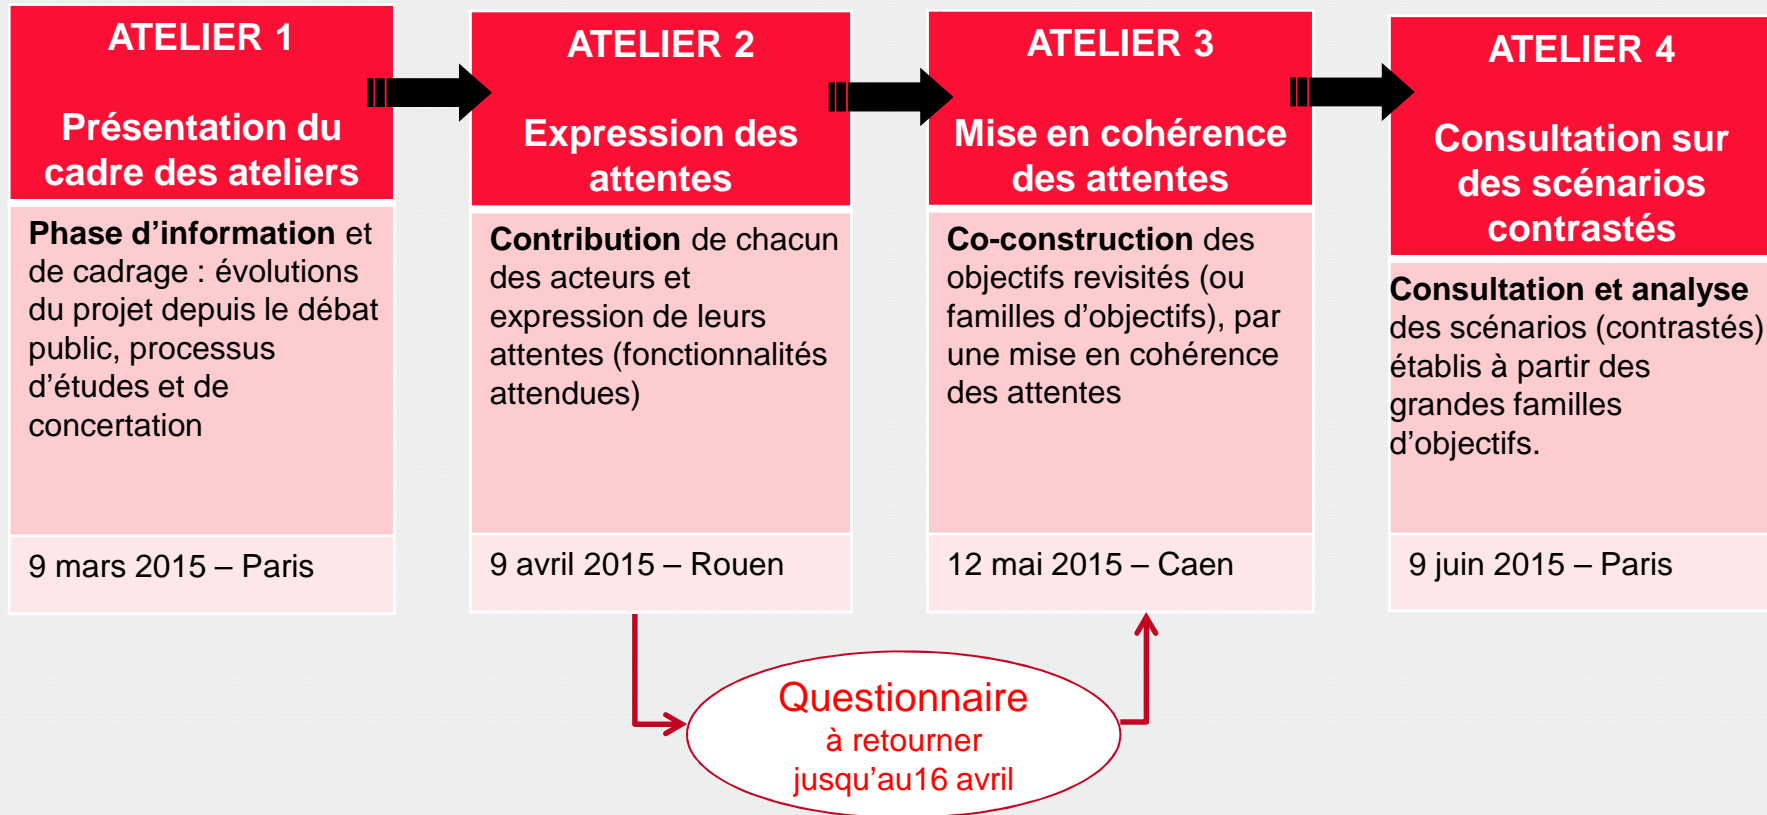 ATELIER 1
Présentation du
cadre des ateliers
Phase d’information et
de cadrage : évolutions
du projet depuis le débat
public, processus
d’études et de
concertation
9 mars 2015 – Paris
ATELIER 2
Expression des
attentes
Contribution de chacun
des acteurs et
expression de leurs
attentes (fonctionnalités
attendues)
9 avril 2015 – Rouen
ATELIER 3
Mise en cohérence
des attentes
Co-construction des
objectifs revisités (ou
familles d’objectifs), par
une mise en cohérence
des attentes
12 mai 2015 – Caen
ATELIER 4
Consultation sur
des scénarios
contrastés
Consultation et analyse
des scénarios (contrastés)
établis à partir des
grandes familles
d’objectifs.
9 juin 2015 – Paris
Questionnaire
à retourner
jusqu’au16 avril